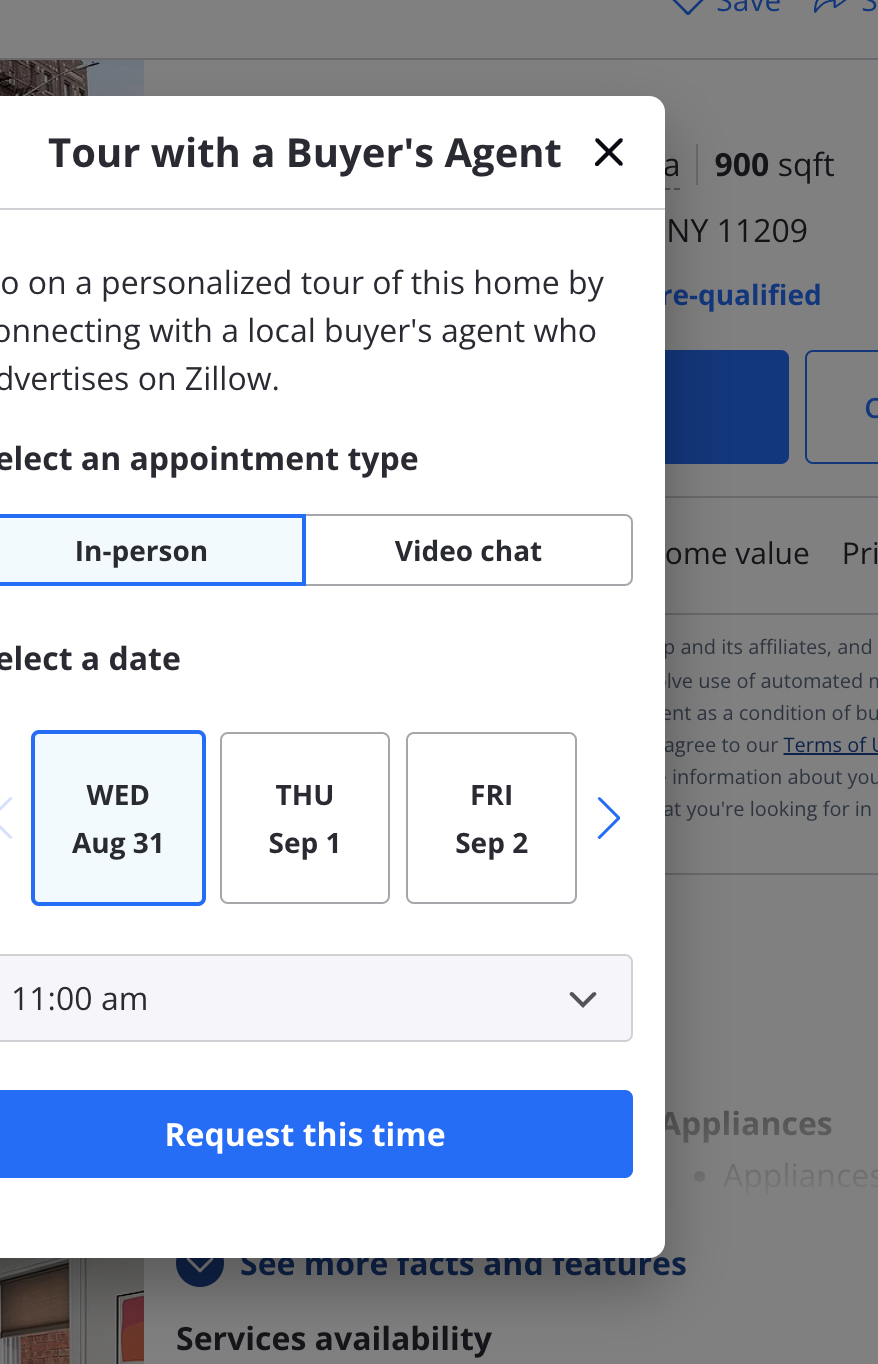 Save
Tour with a Buyer's Agent
900 sqft
NY 11209
o on a personalized tour of this home by
re-qualified
onnecting with a local buyer's agent who
dvertises on Zillow.
elect an appointment type
In-person
Video chat
ome value Pri
elect a date
p and its affiliates, and
lve use of automated
ent as a condition of bu
agree to our Terms of U
information about you
at you're looking for in
WED
Aug 31
THU
Sep 1
FRI
Sep 2
11:00 am
Request this time
Appliances
• Appliances
See more facts and features
Services availability